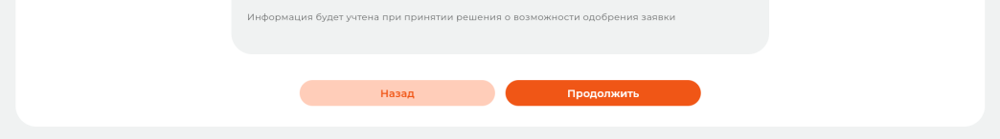 Информация будет учтена при принятии решения о возможности одобрения заявки
Назад
Продолжить